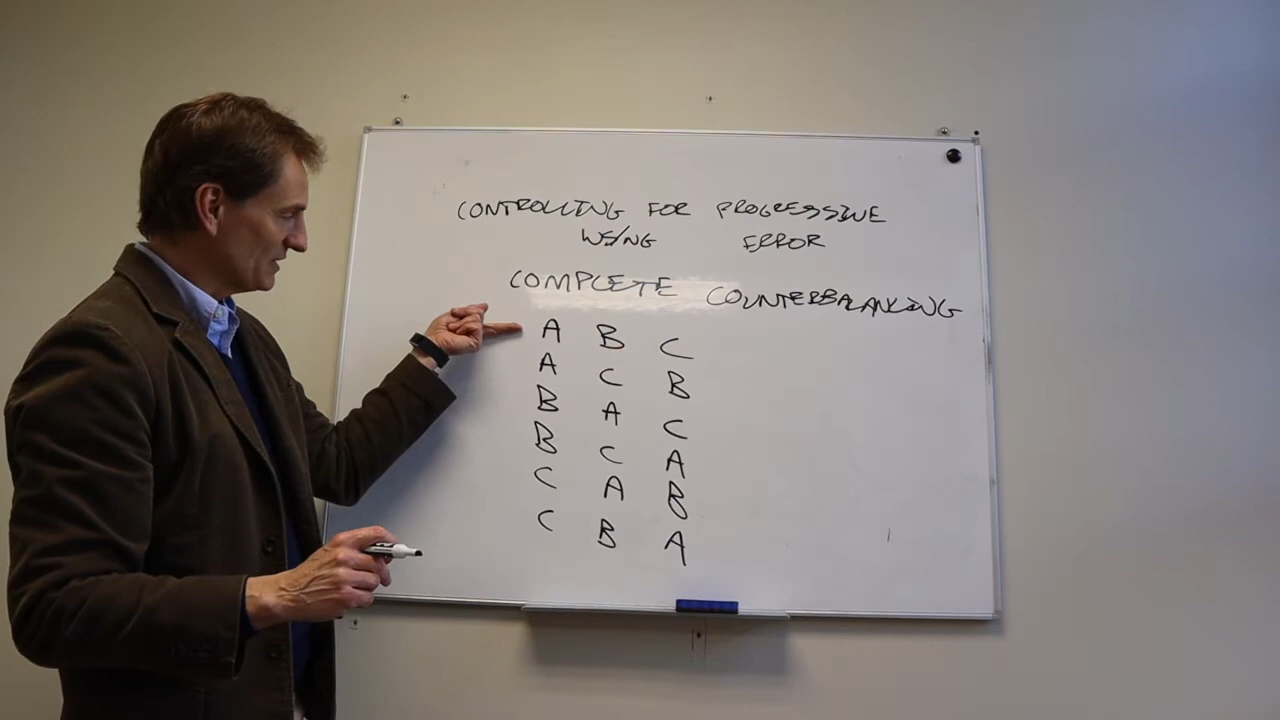 CONTROLLING FOR PROGRESSIVE
USING ERROR
COMPLETE COUNTERBALANCING
A B C
A C B
B A C
B C A
C A B
C B A